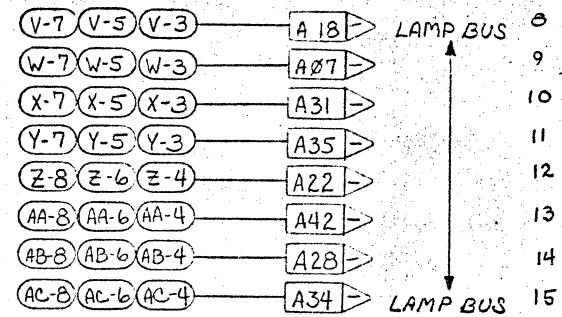 V-7 V-5 V-3 A 18 - LAMP BUS 8
W-7 W-5 W-3 AØ7 - 9
X-7 X-5 X-3 A31 - 10
Y-7 Y-5 Y-3 A35 - 11
Z-8 Z-6 Z-4 A22 - 12
AA-8 AA-6 AA-4 A42 - 13
AB-8 AB-6 AB-4 A28 - 14
AC-8 AC-6 AC-4 A34 - LAMP BUS 15